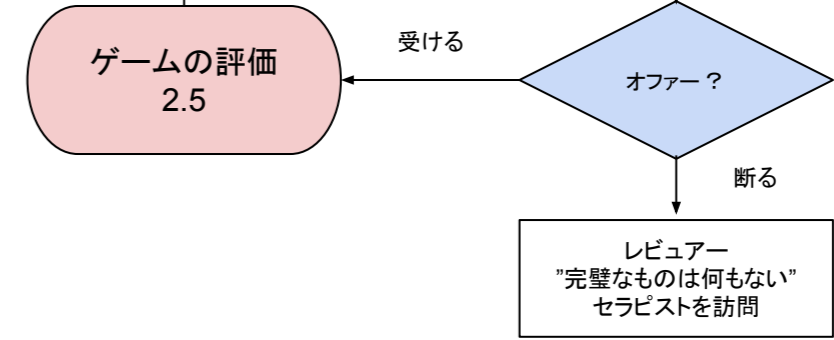 ゲームの評価
2.5
受ける
オファー？
断る
レビュアー
”完璧なものは何もない”
セラピストを訪問